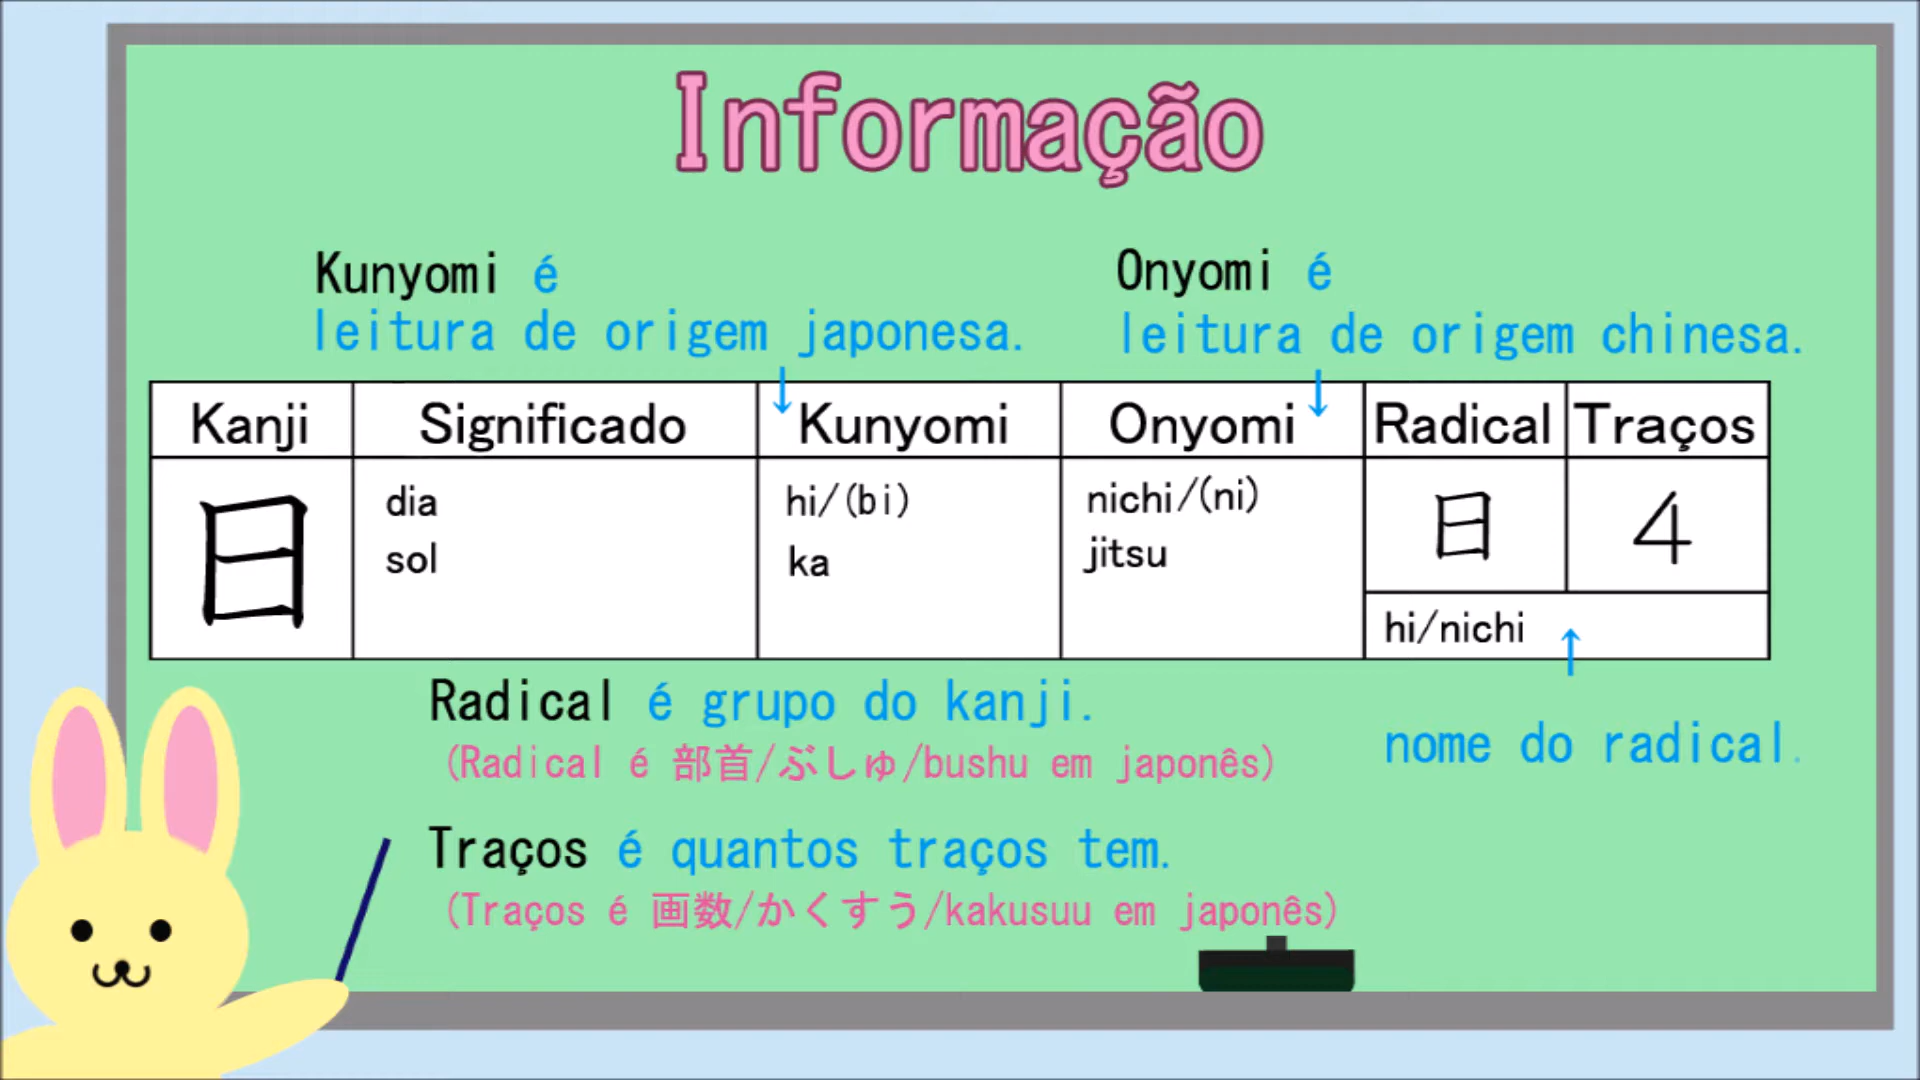 Informação
Kunyomi é
leitura de origem japonesa.
Onyomi é
leitura de origem chinesa.
↓
↓
Kanji Significado Kunyomi Onyomi Radical Traços
日 dia hi/(bi) nichi/(ni) 日 4
sol ka jitsu
hi/nichi
↑
nome do radical.
Radical é grupo do kanji.
(Radical é 部首/ぶしゅ/bushu em japonês)
Traços é quantos traços tem.
(Traços é 画数/かくすう/kakusuu em japonês)